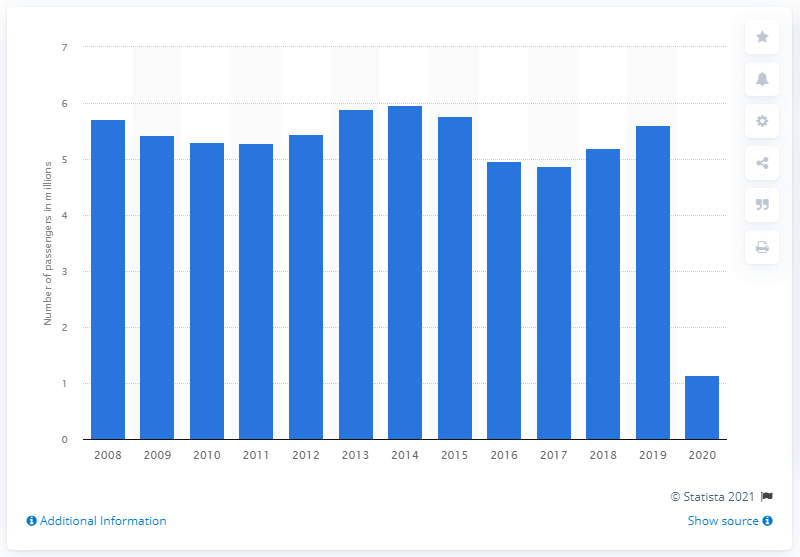 7
6
5
4
3
2
1
0
Number of passengers in millions
2008 2009 2010 2011 2012 2013 2014 2015 2016 2017 2018 2019 2020
© Statista 2021
Additional Information
Show source